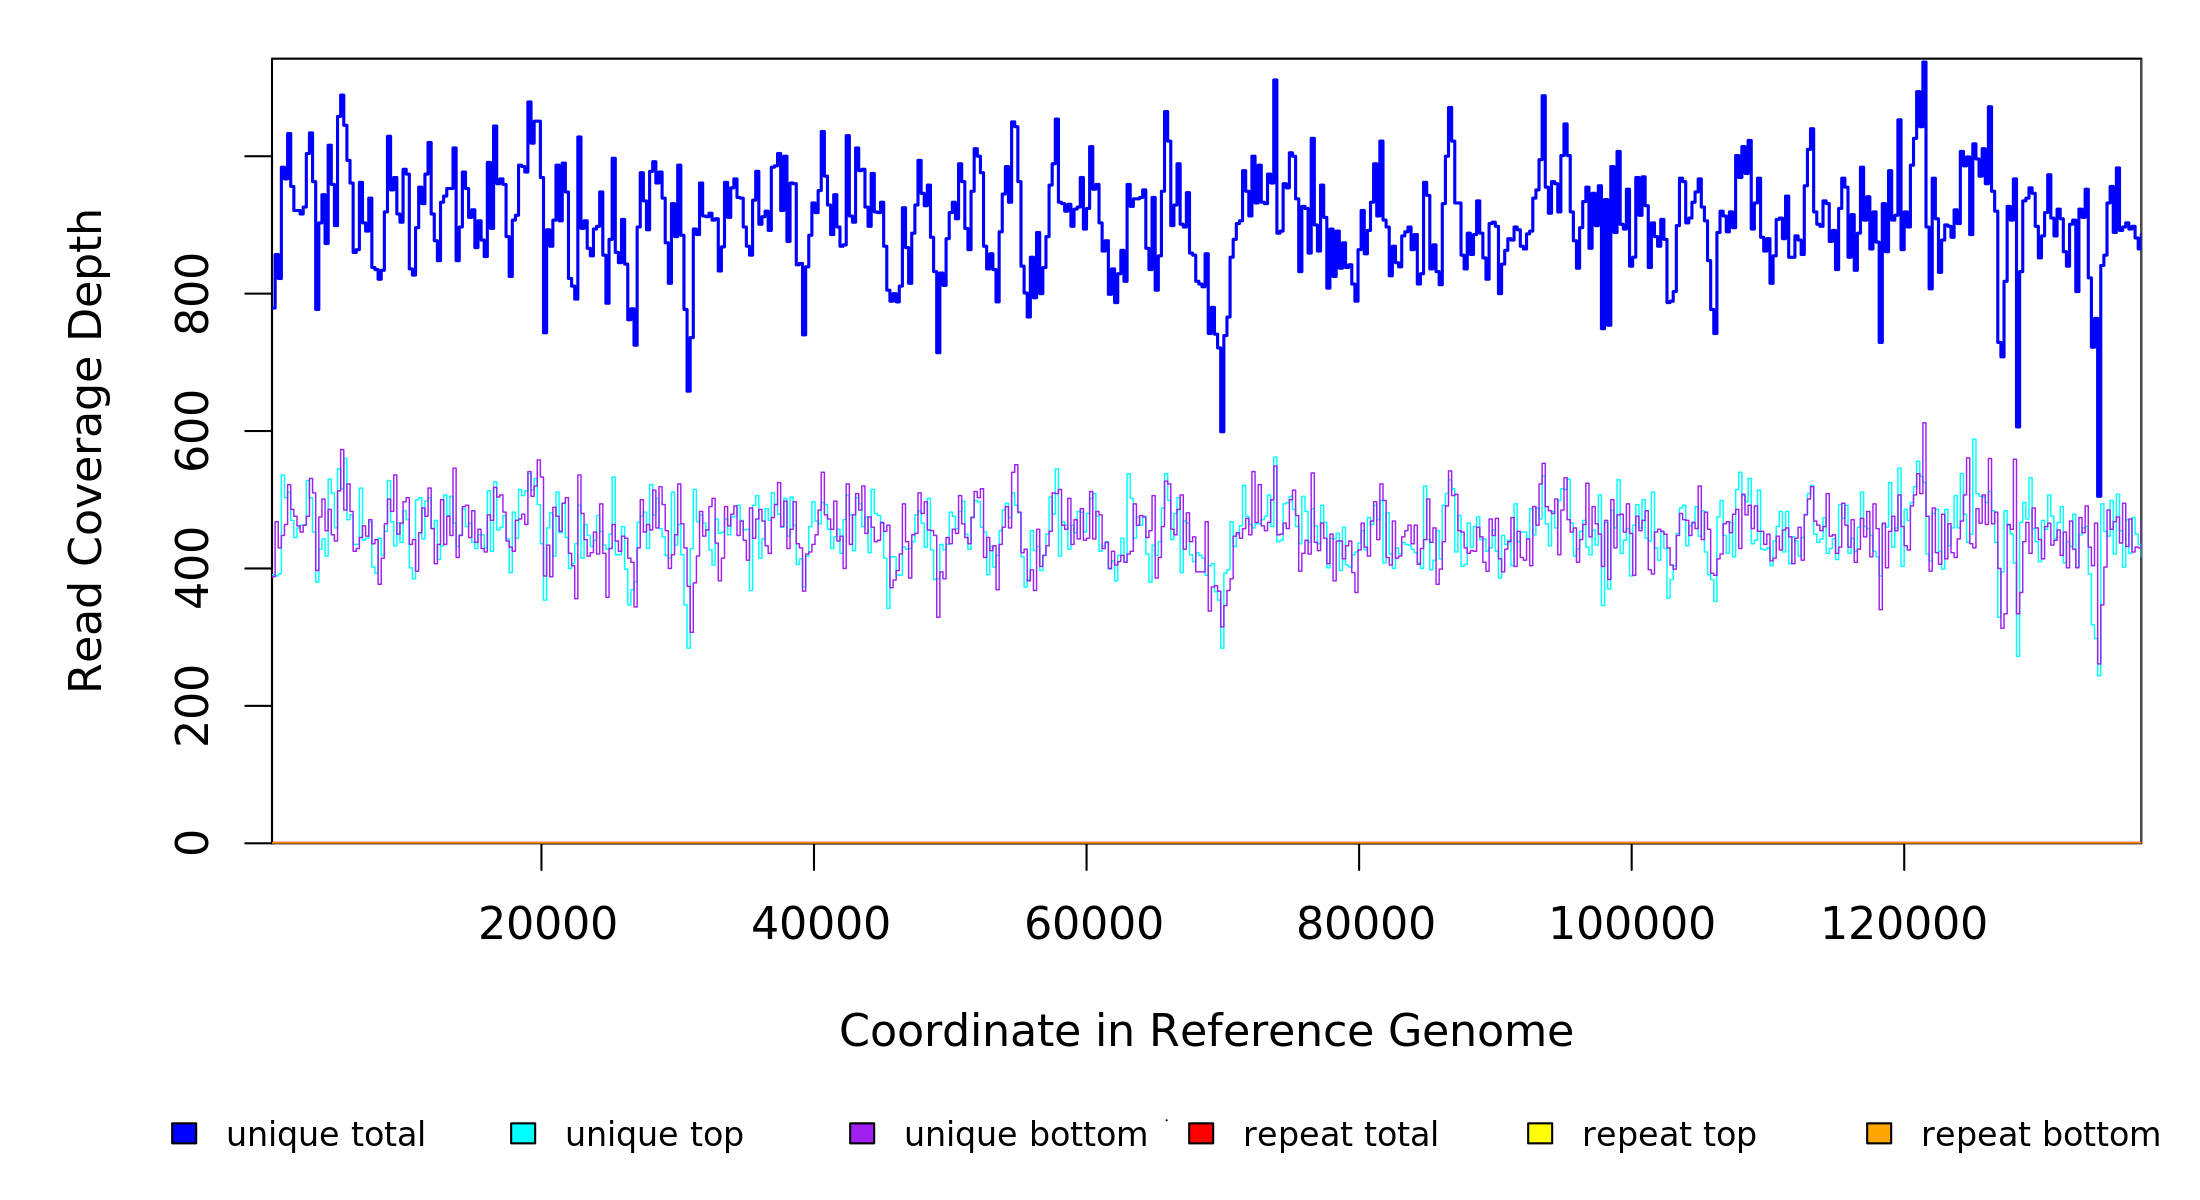 Read Coverage Depth
800
600
400
200
0
20000 40000 60000 80000 100000 120000
Coordinate in Reference Genome
unique total unique top unique bottom repeat total repeat top repeat bottom